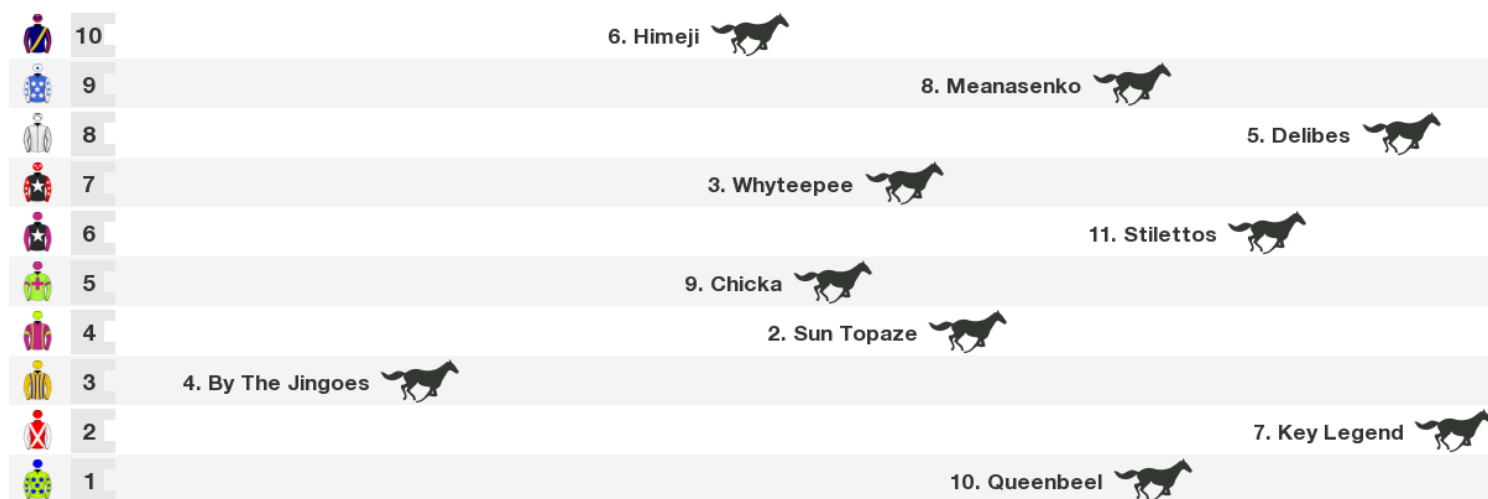 10 6. Himeji
9 8. Meanasenko
8 5. Delibes
7 3. Whyteepee
6 11. Stilettos
5 9. Chicka
4 2. Sun Topaze
3 4. By The Jingoes
2 7. Key Legend
1 10. Queenbeel